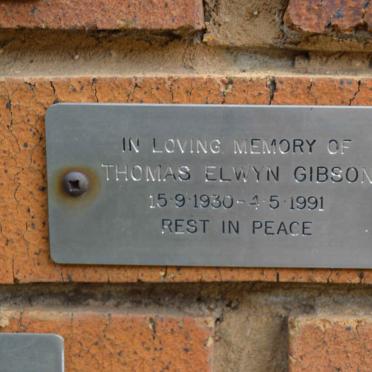 IN LOVING MEMORY OF
THOMAS ELWYN GIBSON
15·9·1930-4·5·1991
REST IN PEACE